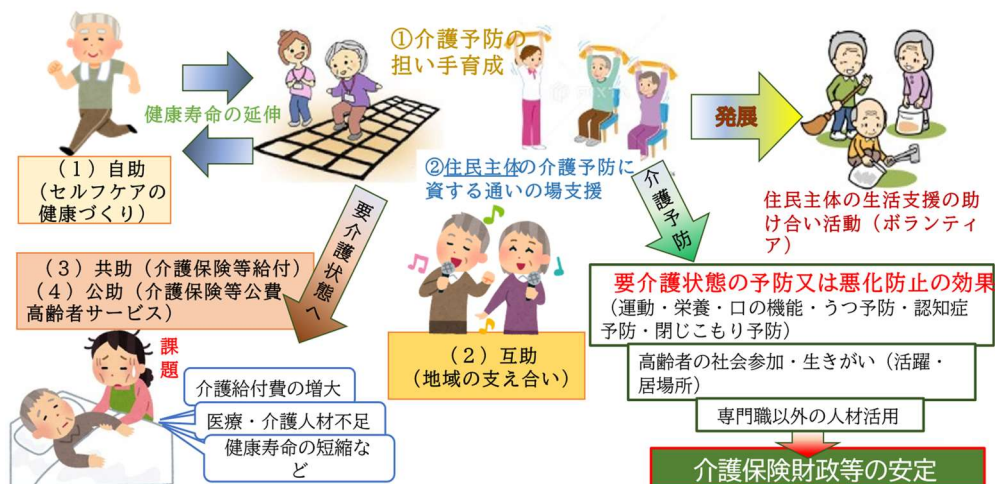 ①介護予防の
担い手育成
健康寿命の延伸
発展
(1)自助
(セルフケアの
健康づくり)
②住民主体の介護予防に
資する通いの場支援
介護予防
要介護状態へ
住民主体の生活支援の助
け合い活動(ボランティ
ア)
(3)共助(介護保険等給付)
(4)公助(介護保険等公費
高齢者サービス)
要介護状態の予防又は悪化防止の効果
(運動・栄養・口の機能・うつ予防・認知症
予防・閉じこもり予防)
(2)互助
(地域の支え合い)
高齢者の社会参加・生きがい(活躍・
居場所)
課題
介護給付費の増大
医療・介護人材不足
健康寿命の短縮な
ど
専門職以外の人材活用
介護保険財政等の安定